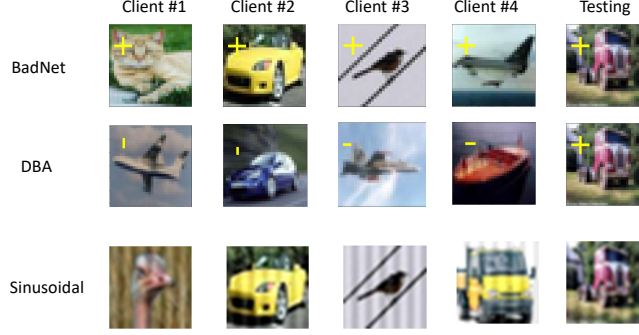 Client #1 Client #2 Client #3 Client #4 Testing
BadNet
DBA
Sinusoidal